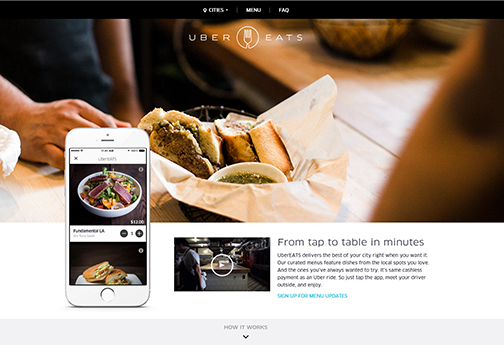 CITIES
MENU
FAQ
UBER EATS
UberEATS
$12.00
Fundamental LA
From tap to table in minutes
UberEATS delivers the best of your city right when you want it.
Our curated menus feature dishes from the local spots you love.
And the ones you've always wanted to try. It's same cashless
payment as an Uber ride. So just tap the app, meet your driver
outside, and enjoy.
SIGN UP FOR MENU UPDATES
HOW IT WORKS